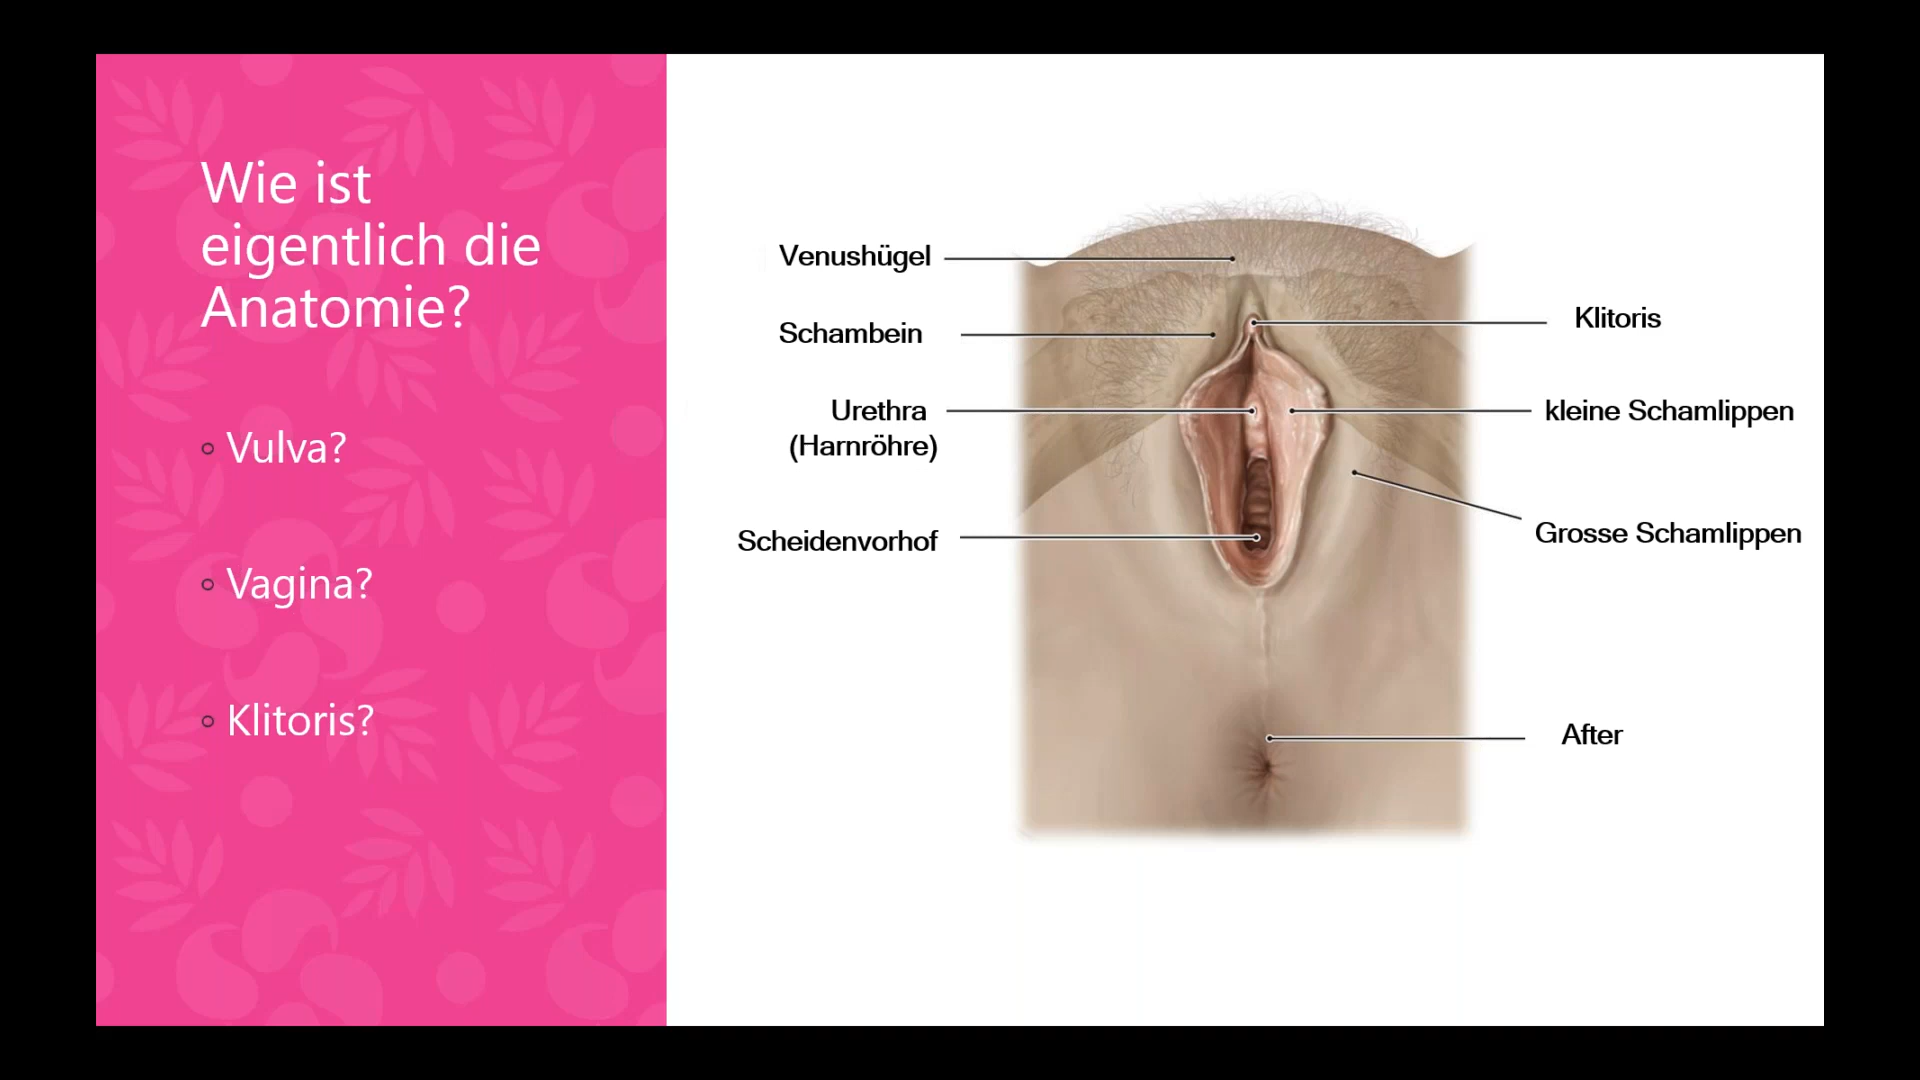 Wie ist
eigentlich die
Anatomie?
Vulva?
Vagina?
Klitoris?
Venushügel
Schambein
Urethra
(Harnröhre)
Scheidenvorhof
Klitoris
kleine Schamlippen
Grosse Schamlippen
After